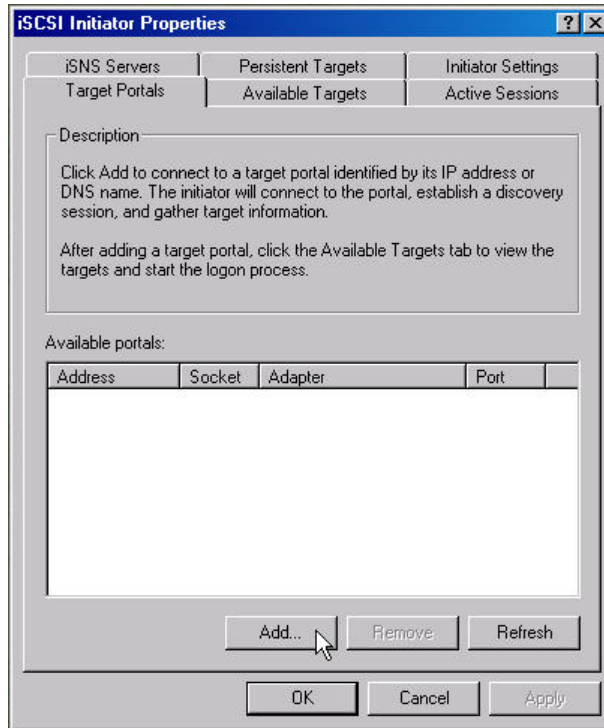 iSCSI Initiator Properties
iSNS Servers Persistent Targets Initiator Settings
Target Portals Available Targets Active Sessions
Description
Click Add to connect to a target portal identified by its IP address or
DNS name. The initiator will connect to the portal, establish a discovery
session, and gather target information.
After adding a target portal, click the Available Targets tab to view the
targets and start the logon process.
Available portals:
Address Socket Adapter Port
Add... Remove Refresh
OK Cancel Apply